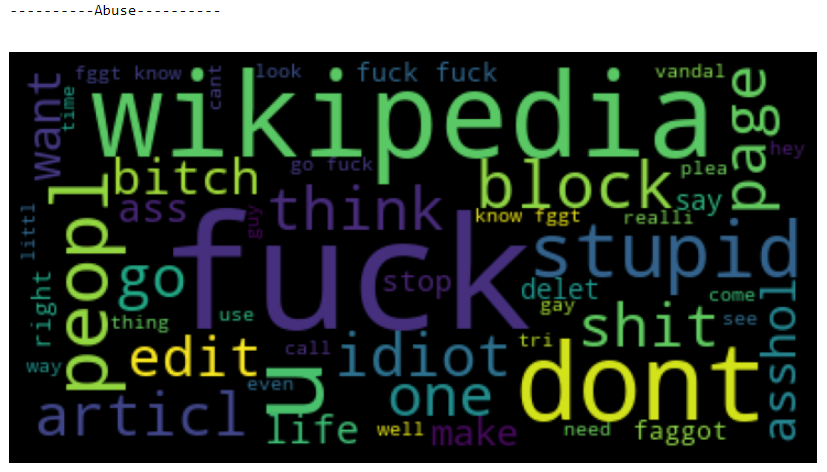 ----------Abuse----------
fggt know
cant
look
fuck fuck
vandal
want
time
wikipedia
page
hey
bitch
go fuck
block
plea
say
peopl
ass
guy
think
know fggt
realli
littl
fuck
stupid
go
stop
delet
come
right
thing
use
gay
shit
see
asshol
way
edit
call
idiot
tri
dont
even
u
one
articl
life
well
make
need
faggot